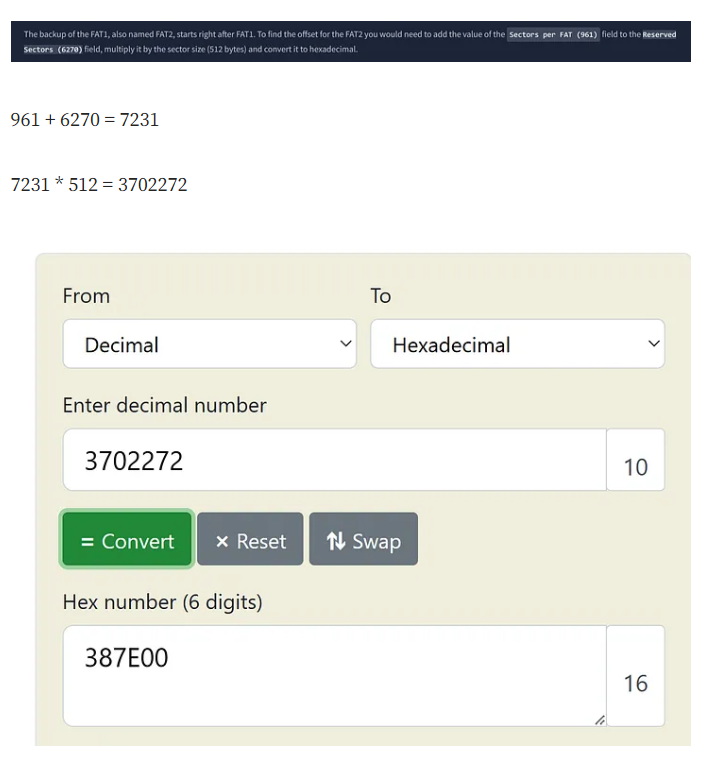 The backup of the FAT1, also named FAT2, starts right after FAT1. To find the offset for the FAT2 you would need to add the value of the Sectors per FAT (961) field to the Reserved
Sectors (6270) field, multiply it by the sector size (512 bytes) and convert it to hexadecimal.
961 + 6270 = 7231
7231 * 512 = 3702272
From To
Decimal Hexadecimal
Enter decimal number
3702272 10
= Convert × Reset ⇅ Swap
Hex number (6 digits)
387E00 16